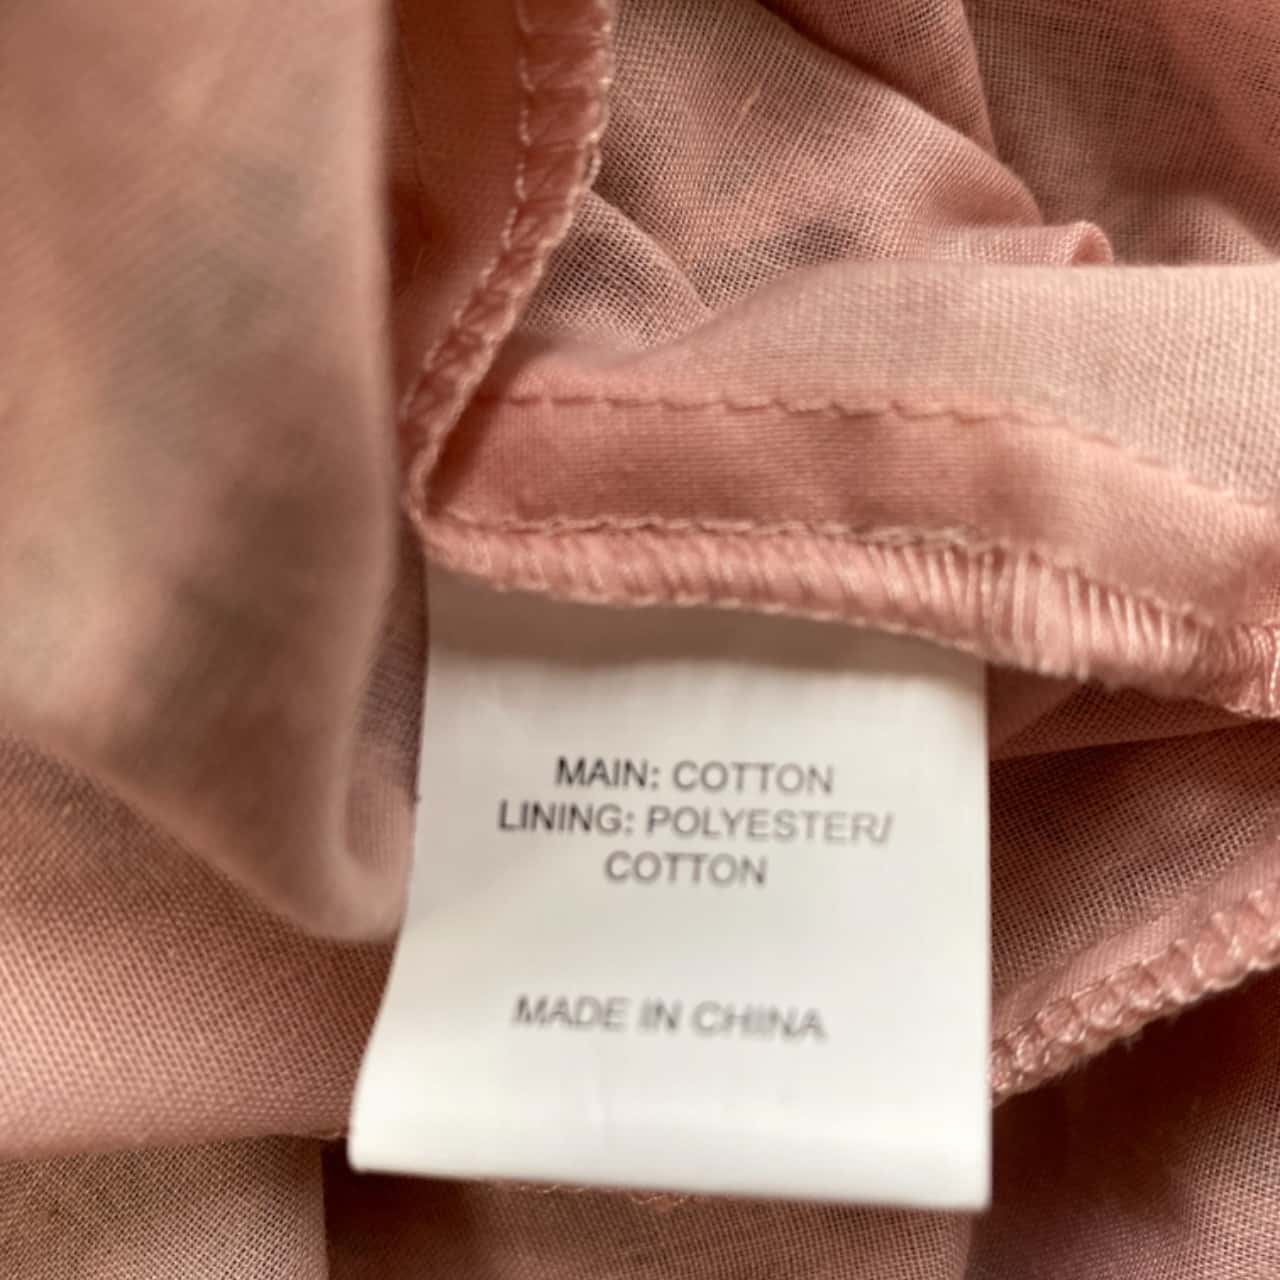 MAIN: COTTON
LINING: POLYESTER/
COTTON
MADE IN CHINA